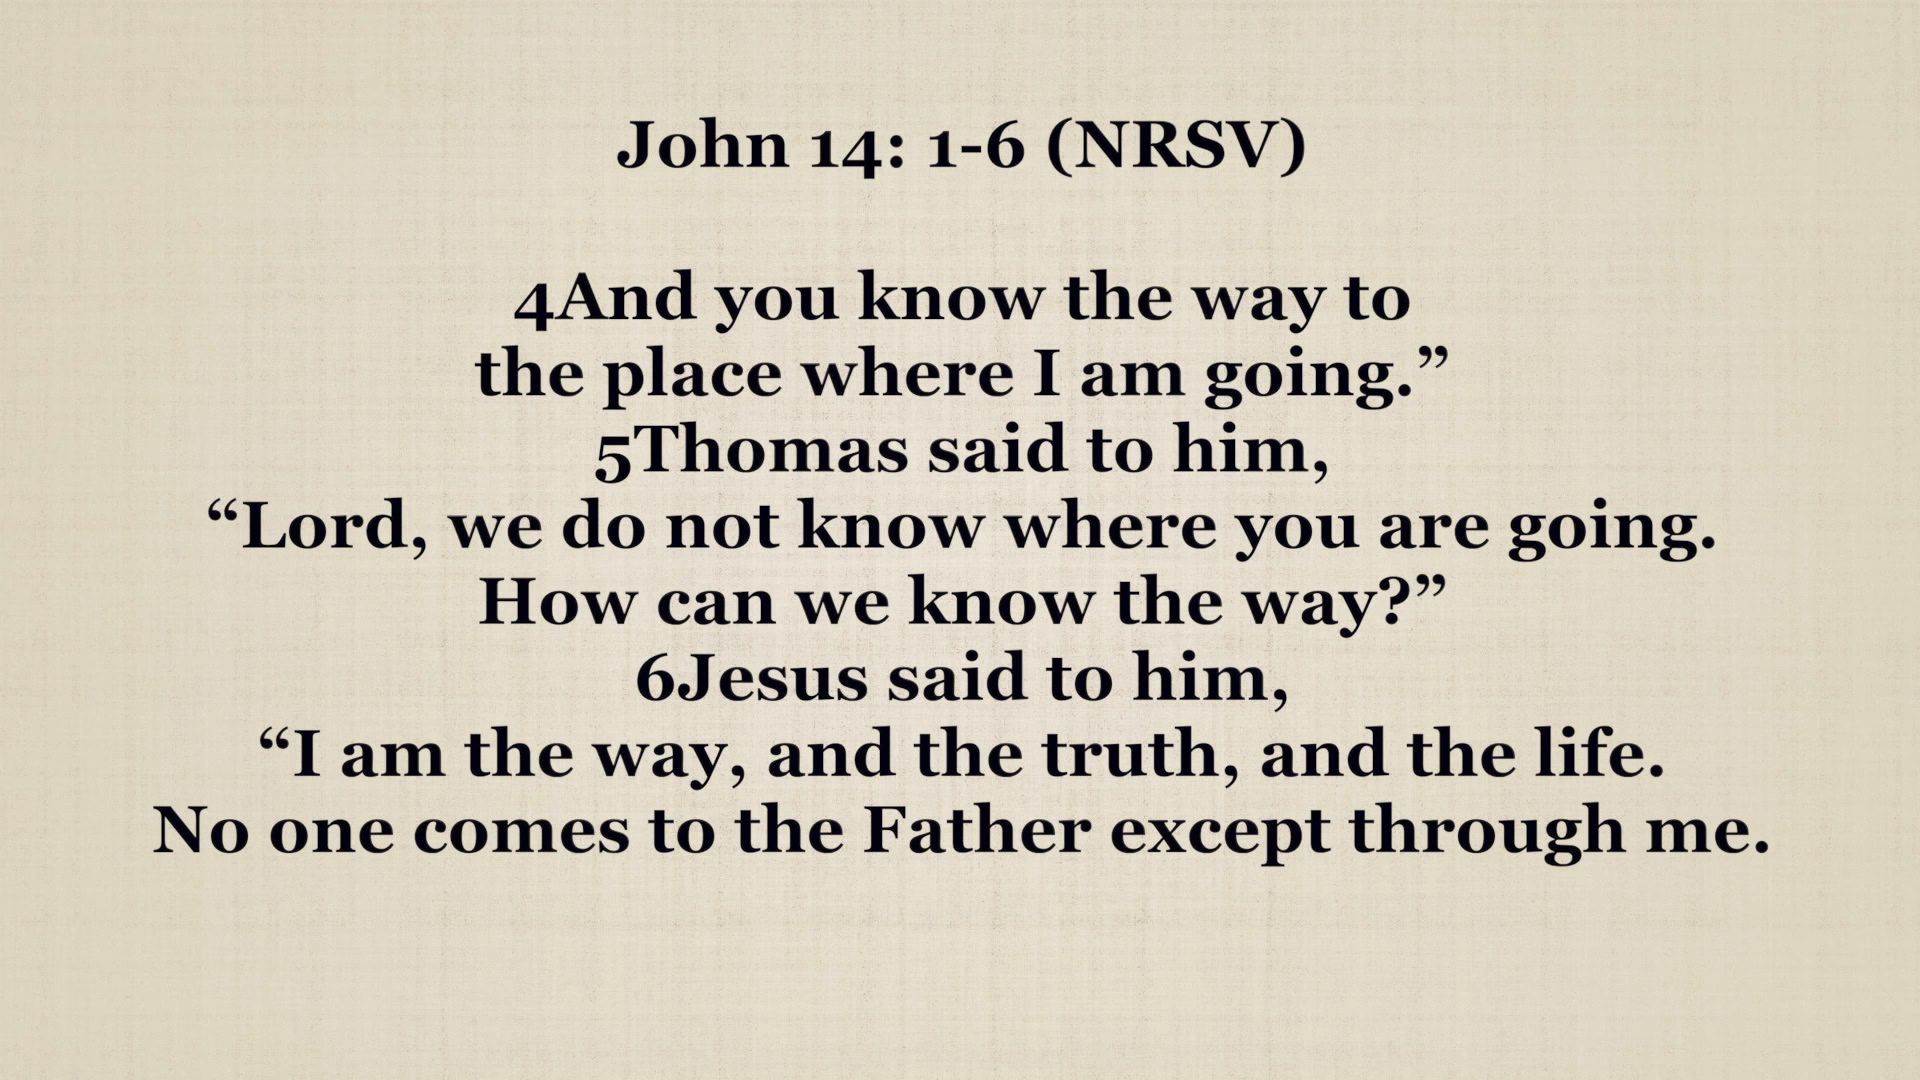 John 14: 1-6 (NRSV)
4And you know the way to
the place where I am going.”
5Thomas said to him,
“Lord, we do not know where you are going.
How can we know the way?”
6Jesus said to him,
“I am the way, and the truth, and the life.
No one comes to the Father except through me.